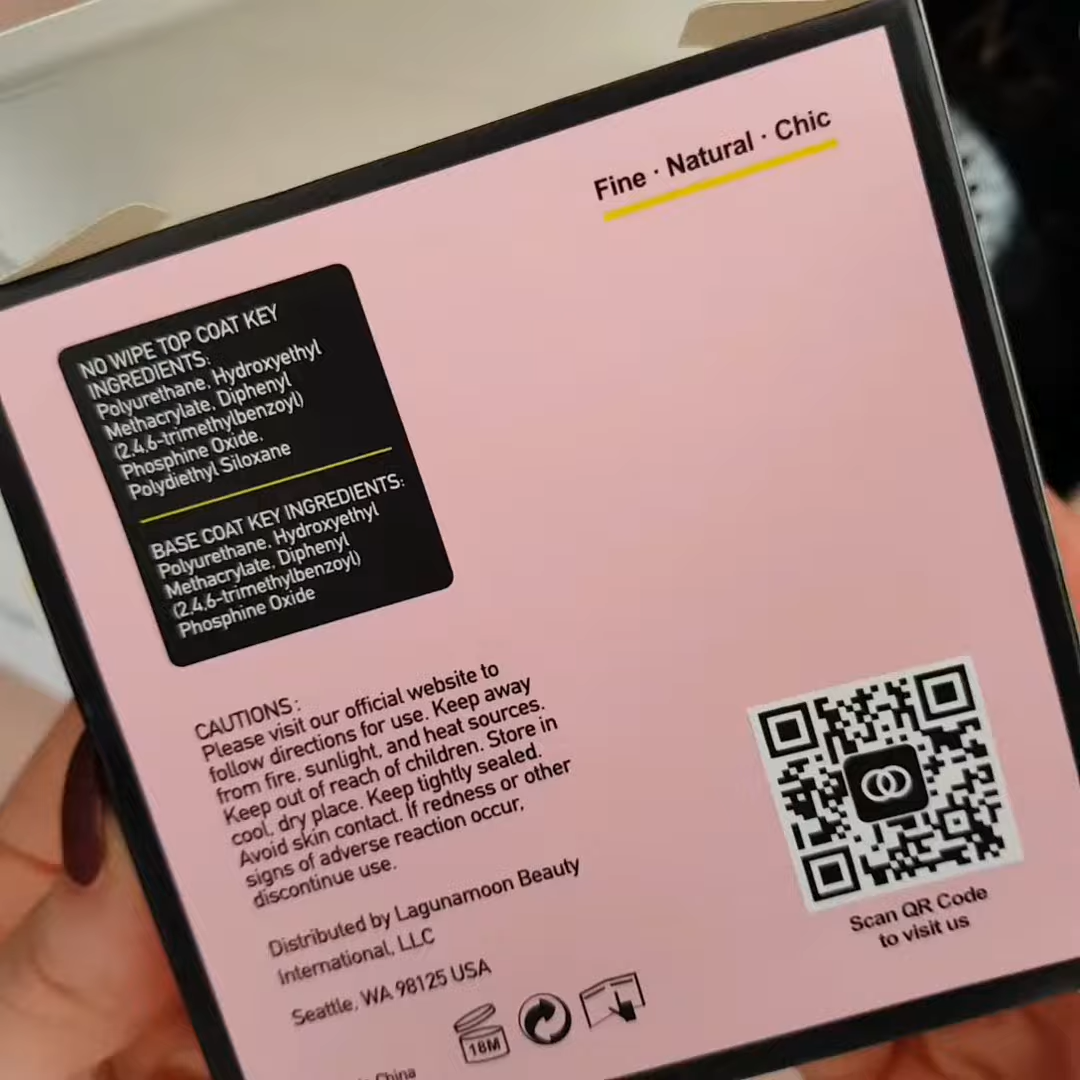 Fine · Natural · Chic
NO WIPE TOP COAT KEY
INGREDIENTS:
Polyurethane, Hydroxyethyl
Methacrylate, Diphenyl
(2,4,6-trimethylbenzoyl)
Phosphine Oxide,
Polydiethyl Siloxane
BASE COAT KEY INGREDIENTS:
Polyurethane, Hydroxyethyl
Methacrylate, Diphenyl
(2,4,6-trimethylbenzoyl)
Phosphine Oxide
CAUTIONS:
Please visit our official website to
follow directions for use. Keep away
from fire, sunlight, and heat sources.
Keep out of reach of children. Store in
cool, dry place. Keep tightly sealed.
Avoid skin contact. If redness or other
signs of adverse reaction occur,
discontinue use.
Distributed by Lagunamoon Beauty
International, LLC
Seattle, WA 98125 USA
18M
China
Scan QR Code
to visit us